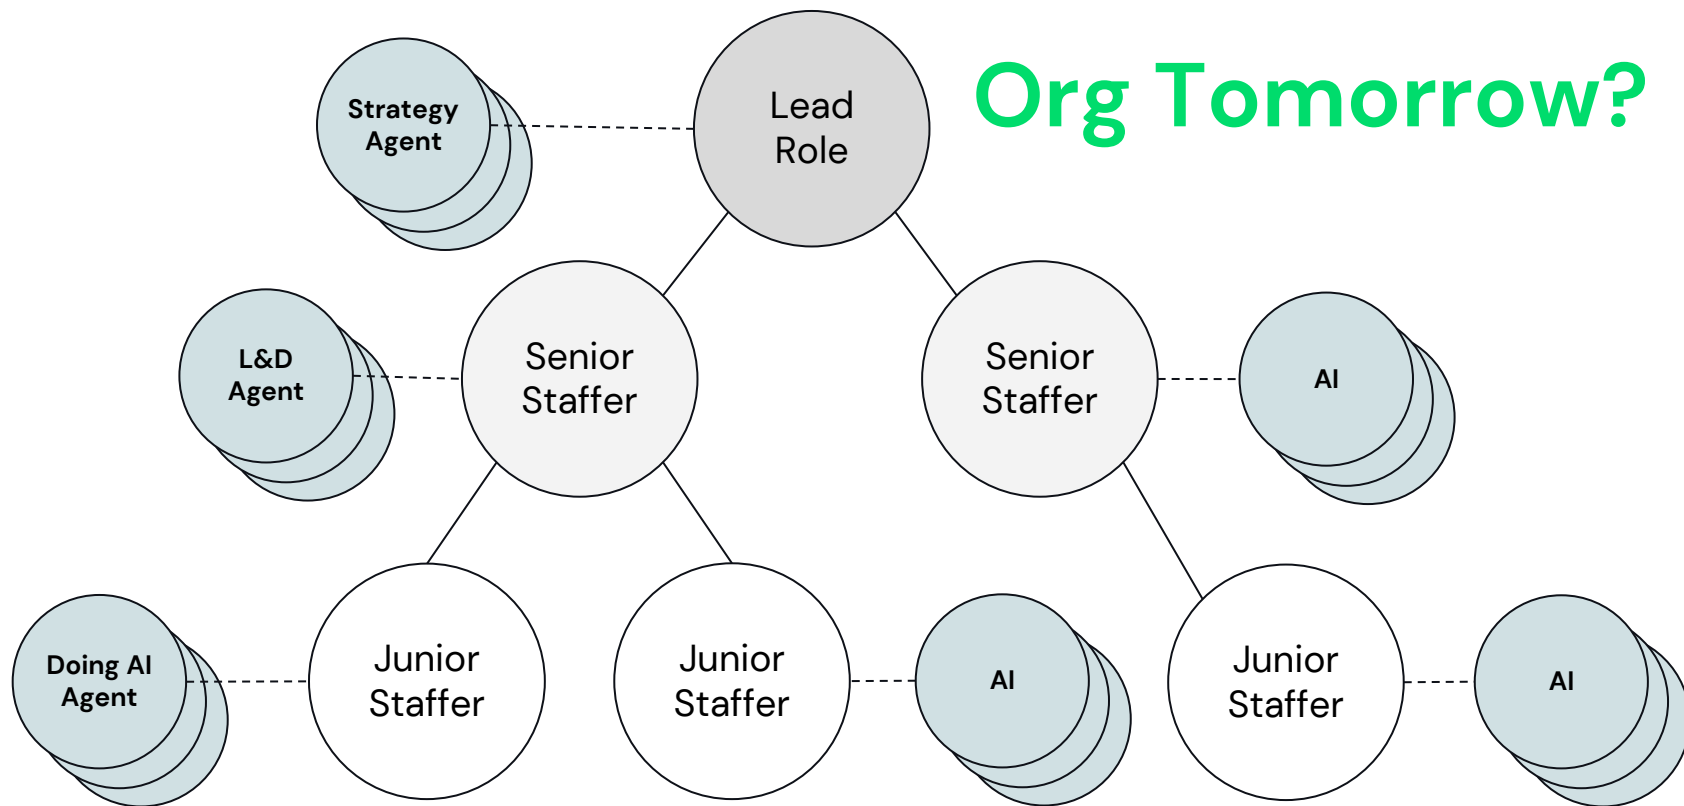 Org Tomorrow?
Strategy
Agent
Lead
Role
L&D
Agent
Senior
Staffer
Senior
Staffer
AI
Doing AI
Agent
Junior
Staffer
Junior
Staffer
AI
Junior
Staffer
AI